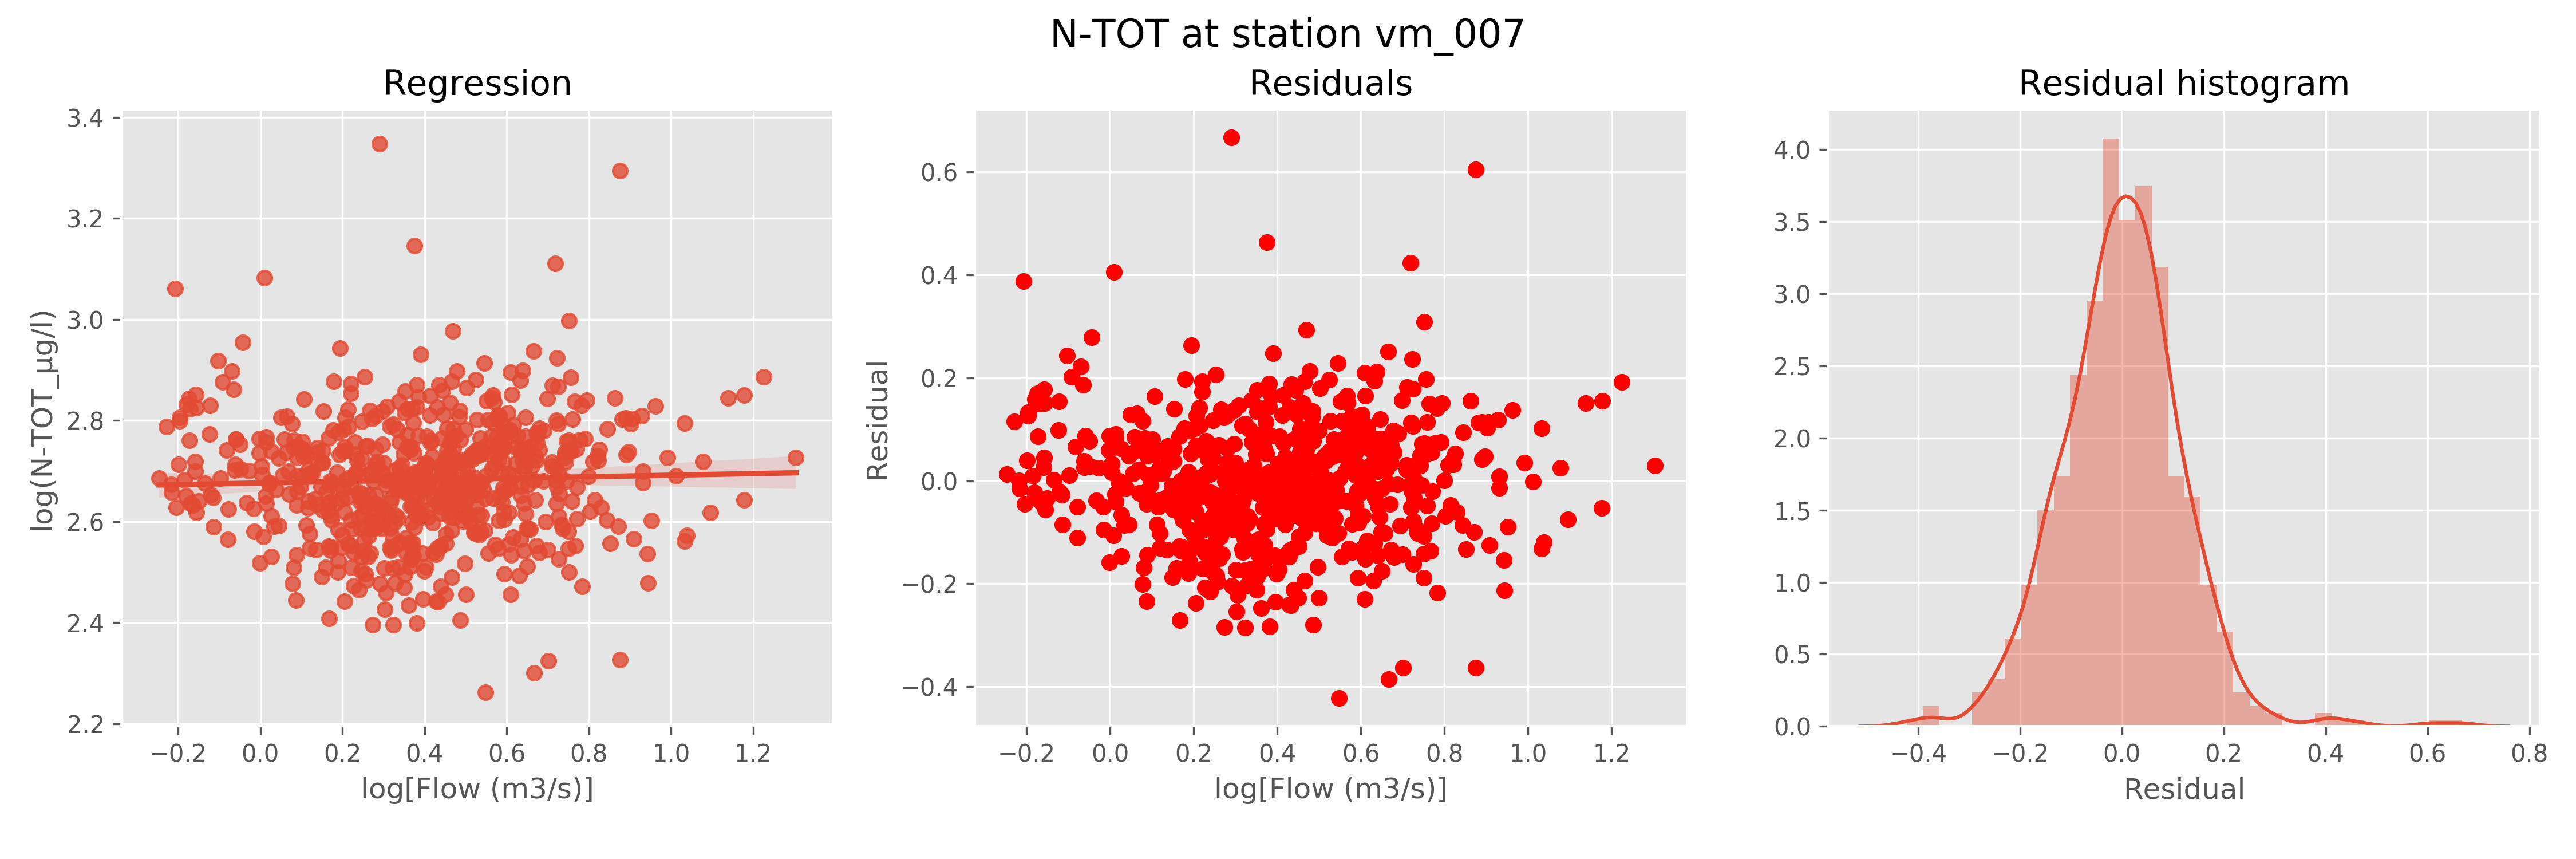 N-TOT at station vm_007
Regression
3.4
3.2
3.0
2.8
2.6
2.4
2.2
log(N-TOT_µg/l)
−0.2 0.0 0.2 0.4 0.6 0.8 1.0 1.2
log[Flow (m3/s)]
Residuals
0.6
0.4
0.2
0.0
−0.2
−0.4
Residual
−0.2 0.0 0.2 0.4 0.6 0.8 1.0 1.2
log[Flow (m3/s)]
Residual histogram
4.0
3.5
3.0
2.5
2.0
1.5
1.0
0.5
0.0
−0.4 −0.2 0.0 0.2 0.4 0.6 0.8
Residual